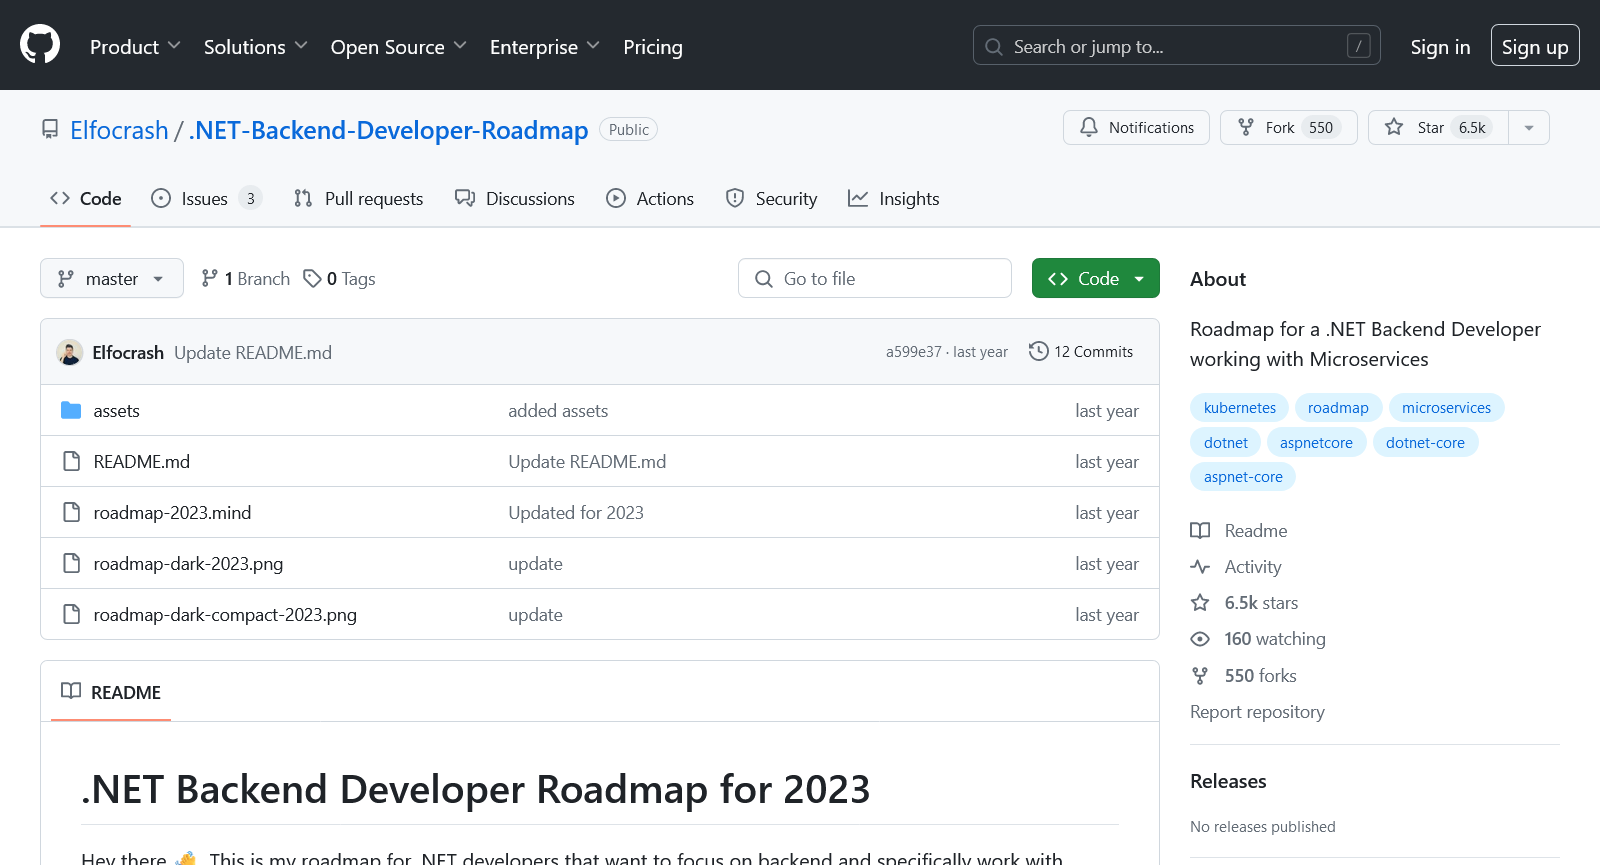 Product Solutions Open Source Enterprise Pricing Search or jump to... / Sign in Sign up
Elfocrash / .NET-Backend-Developer-Roadmap Public Notifications Fork 550 Star 6.5k
Code Issues 3 Pull requests Discussions Actions Security Insights
master 1 Branch 0 Tags Go to file Code
Elfocrash Update README.md a599e37 · last year 12 Commits
assets added assets last year
README.md Update README.md last year
roadmap-2023.mind Updated for 2023 last year
roadmap-dark-2023.png update last year
roadmap-dark-compact-2023.png update last year
README
.NET Backend Developer Roadmap for 2023
Hey there 👋. This is my roadmap for .NET developers that want to focus on backend and specifically work with
About
Roadmap for a .NET Backend Developer
working with Microservices
kubernetes roadmap microservices
dotnet aspnetcore dotnet-core
aspnet-core
Readme
Activity
6.5k stars
160 watching
550 forks
Report repository
Releases
No releases published